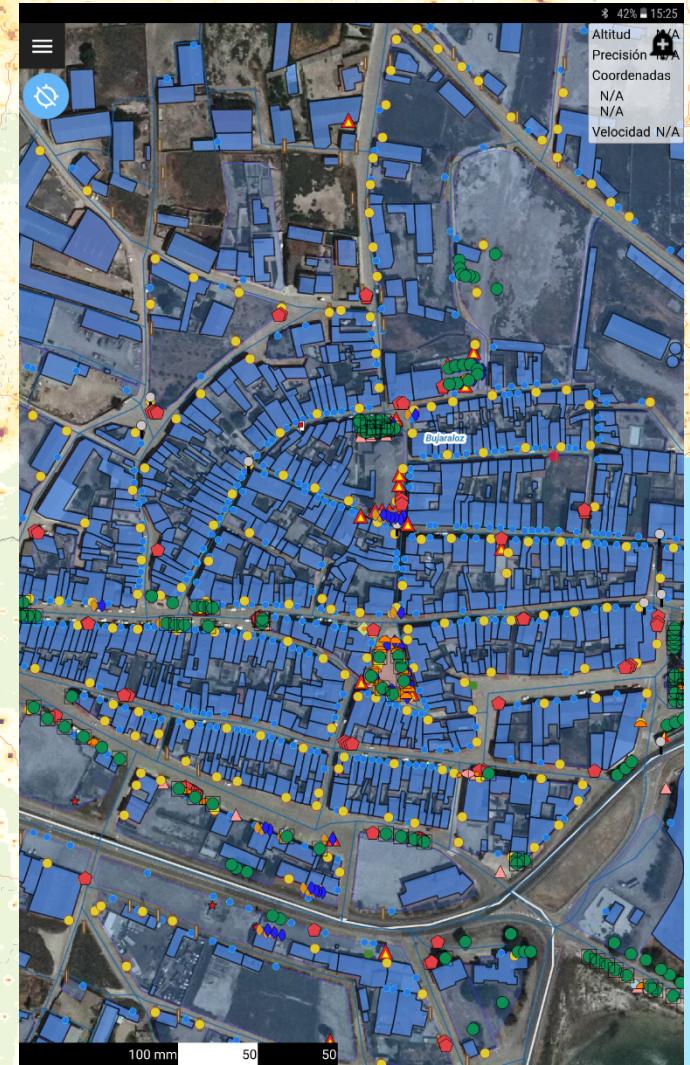 42% 15:25
Altitud N/A
Precisión N/A
Coordenadas
N/A
N/A
Velocidad N/A
Bujaraloz
100 mm 50 50